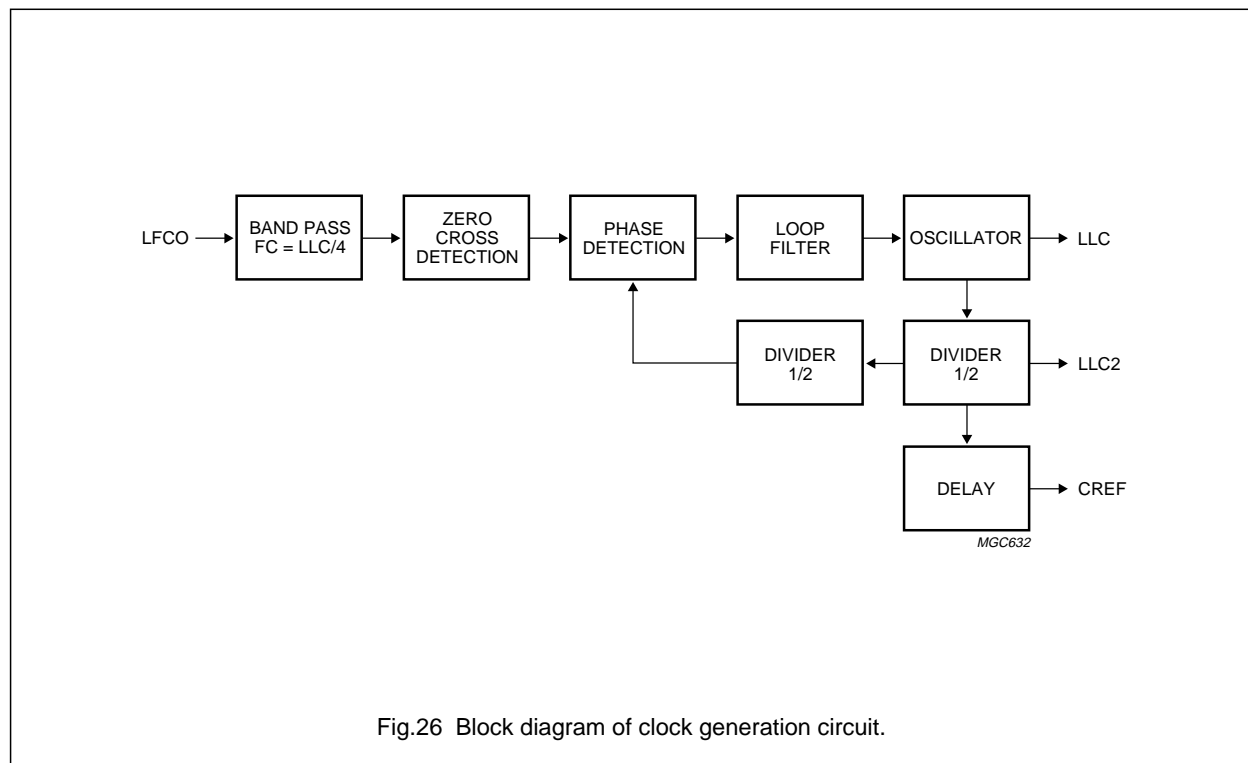 LFCO
BAND PASS
FC = LLC/4
ZERO
CROSS
DETECTION
PHASE
DETECTION
LOOP
FILTER
OSCILLATOR
LLC
DIVIDER
1/2
DIVIDER
1/2
LLC2
DELAY
CREF
MGC632
Fig.26 Block diagram of clock generation circuit.